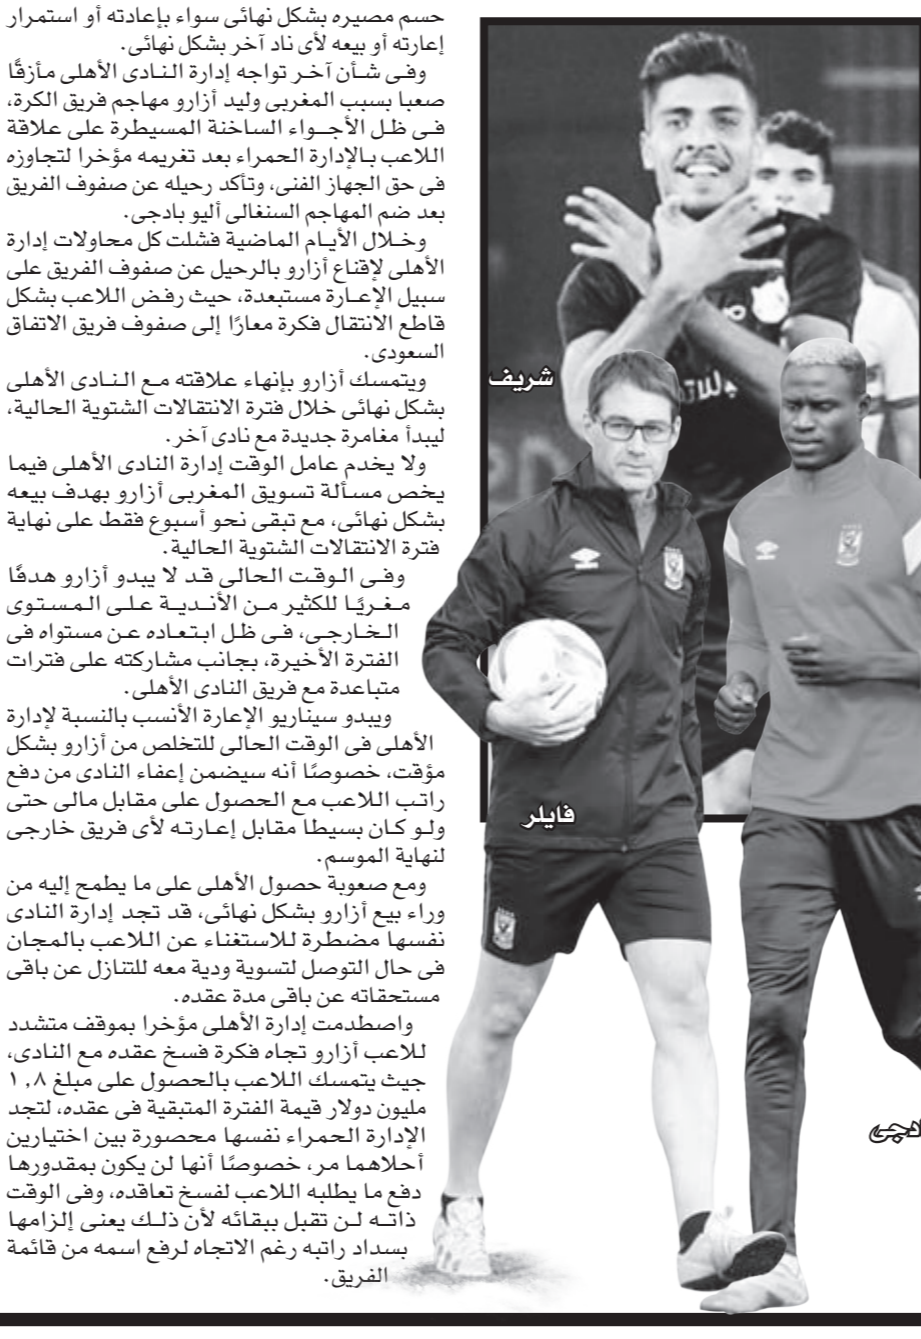 حسم مصيره بشكل نهائى سواء بإعادته أو استمرار
إعارته أو بيعه لأى ناد آخر بشكل نهائى.
وفى شأن آخر تواجه إدارة النادى الأهلى مأزقًا
صعبا بسبب المغربى وليد أزارو مهاجم فريق الكرة،
فى ظل الأجواء الساخنة المسيطرة على علاقة
اللاعب بالإدارة الحمراء بعد تغريمه مؤخرا لتجاوزه
فى حق الجهاز الفنى، وتأكد رحيله عن صفوف الفريق
بعد ضم المهاجم السنغالى أليو بادجى.
وخلال الأيام الماضية فشلت كل محاولات إدارة
الأهلى لإقناع أزارو بالرحيل عن صفوف الفريق على
سبيل الإعارة مستبعدة، حيث رفض اللاعب بشكل
قاطع الانتقال فكرة معارًا إلى صفوف فريق الاتفاق
السعودى.
ويتمسك أزارو بإنهاء علاقته مع النادى الأهلى
بشكل نهائى خلال فترة الانتقالات الشتوية الحالية،
ليبدأ مغامرة جديدة مع نادى آخر.
ولا يخدم عامل الوقت إدارة النادى الأهلى فيما
يخص مسألة تسويق المغربى أزارو بهدف بيعه
بشكل نهائى، مع تبقى نحو أسبوع فقط على نهاية
فترة الانتقالات الشتوية الحالية.
وفى الوقت الحالى قد لا يبدو أزارو هدفًا
مغريًا للكثير من الأندية على المستوى
الخارجى، فى ظل ابتعاده عن مستواه فى
الفترة الأخيرة، بجانب مشاركته على فترات
متباعدة مع فريق النادى الأهلى.
ويبدو سيناريو الإعارة الأنسب بالنسبة لإدارة
الأهلى فى الوقت الحالى للتخلص من أزارو بشكل
مؤقت، خصوصًا أنه سيضمن إعفاء النادى من دفع
راتب اللاعب مع الحصول على مقابل مالى حتى
ولو كان بسيطا مقابل إعارته لأى فريق خارجى
لنهاية الموسم.
ومع صعوبة حصول الأهلى على ما يطمح إليه من
وراء بيع أزارو بشكل نهائى، قد تجد إدارة النادى
نفسها مضطرة للاستغناء عن اللاعب بالمجان
فى حال التوصل لتسوية ودية معه للتنازل عن باقى
مستحقاته عن باقى مدة عقده.
واصطدمت إدارة الأهلى مؤخرا بموقف متشدد
للاعب أزارو تجاه فكرة فسخ عقده مع النادى،
جيث يتمسك اللاعب بالحصول على مبلغ ١,٨
مليون دولار قيمة الفترة المتبقية فى عقده، لتجد
الإدارة الحمراء نفسها محصورة بين اختيارين
أحلاهما مر، خصوصًا أنها لن يكون بمقدورها
دفع ما يطلبه اللاعب لفسخ تعاقده، وفى الوقت
ذاته لن تقبل ببقائه لأن ذلك يعنى إلزامها
بسداد راتبه رغم الاتجاه لرفع اسمه من قائمة
الفريق.
شريف
فايلر
ادجى